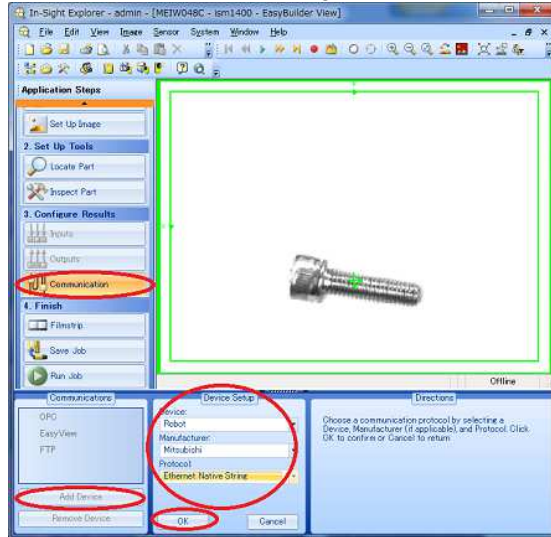 In-Sight Explorer - admin - [MEIW048C - ism1400 - EasyBuilder View]
File Edit View Image Sensor System Window Help
Application Steps
Set Up Image
2. Set Up Tools
Locate Part
Inspect Part
3. Configure Results
Inputs
Outputs
Communication
4. Finish
Filmstrip
Save Job
Run Job
Offline
Communications
OPC
EasyView
FTP
Add Device
Remove Device
Device Setup
Device:
Robot
Manufacturer:
Mitsubishi
Protocol:
Ethernet Native String
OK
Cancel
Directions
Choose a communication protocol by selecting a
Device, Manufacturer (if applicable), and Protocol. Click
OK to confirm or Cancel to return